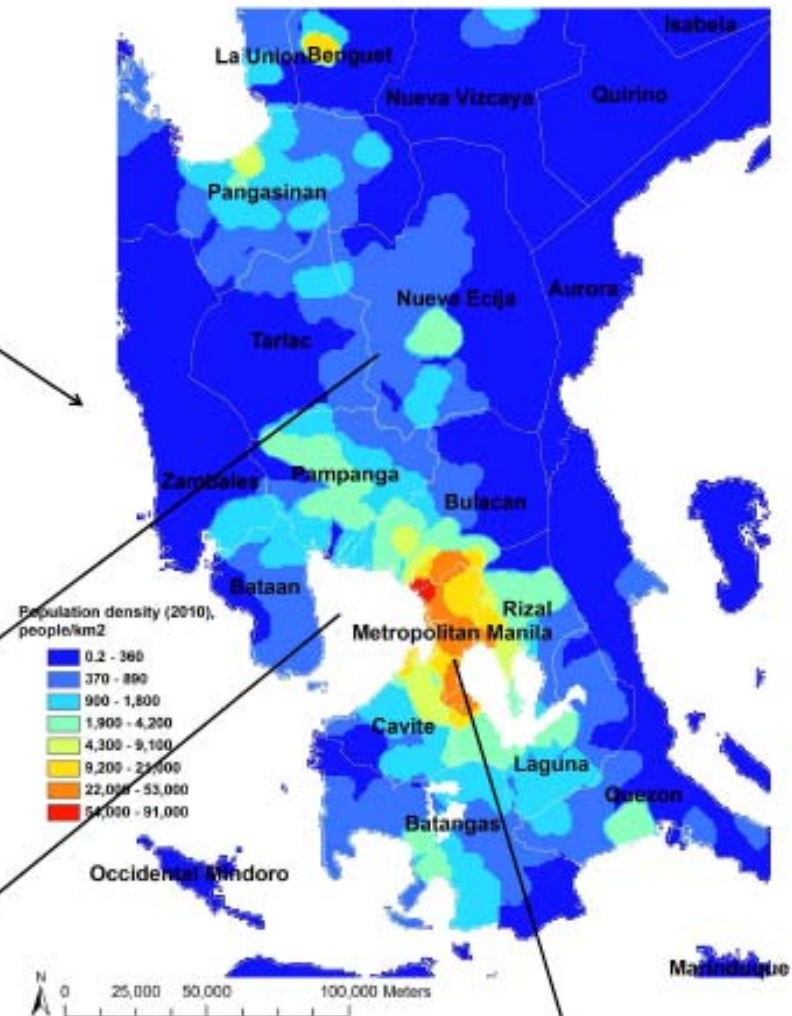 Isabela
La Union Benguet
Nueva Vizcaya
Quirino
Pangasinan
Aurora
Nueva Ecija
Tarlac
Pampanga
Zambales
Bulacan
Bataan
Population density (2010),
people/km2
0.2 - 360
370 - 890
900 - 1,800
1,900 - 4,200
4,300 - 9,100
9,200 - 21,000
22,000 - 53,000
54,000 - 91,000
Rizal
Metropolitan Manila
Cavite
Laguna
Quezon
Batangas
Occidental Mindoro
Marinduque
N
0 25,000 50,000 100,000 Meters